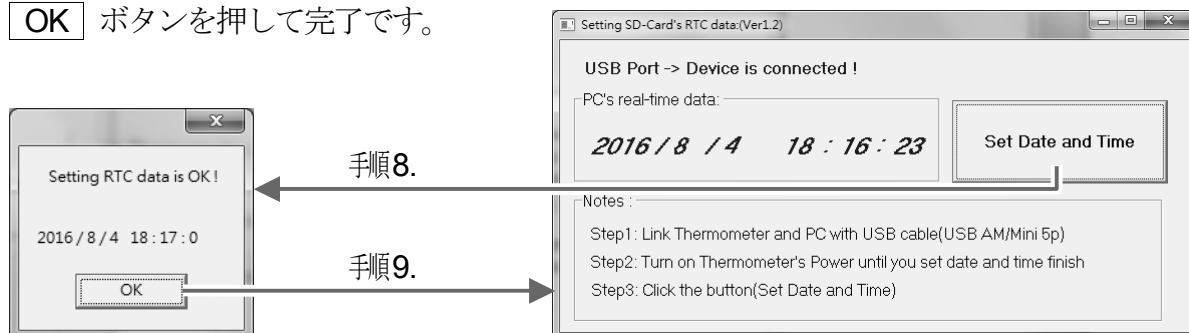 OK ボタンを押して完了です。
Setting SD-Card's RTC data:(Ver1.2)
USB Port -> Device is connected !
PC's real-time data:
2016 / 8 / 4 18 : 16 : 23
Set Date and Time
Notes :
Step1: Link Thermometer and PC with USB cable(USB AM/Mini 5p)
Step2: Turn on Thermometer's Power until you set date and time finish
Step3: Click the button(Set Date and Time)
手順8.
Setting RTC data is OK !
2016 / 8 / 4 18 : 17 : 0
OK
手順9.